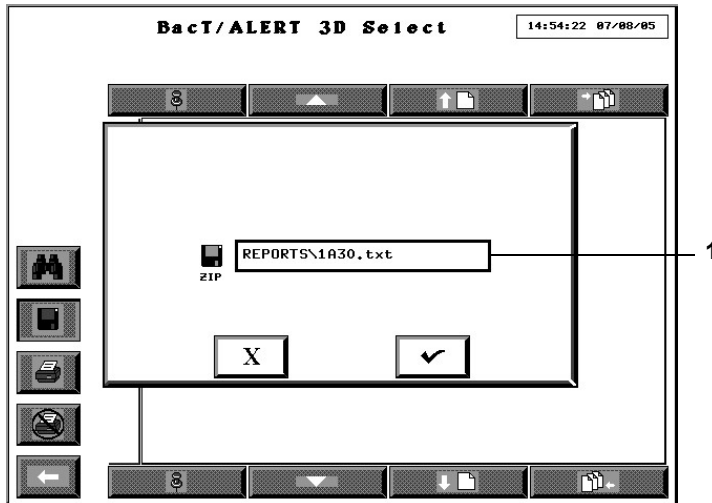 BacT/ALERT 3D Select
14:54:22 07/08/05
REPORTS\1A30.txt
1
ZIP
X